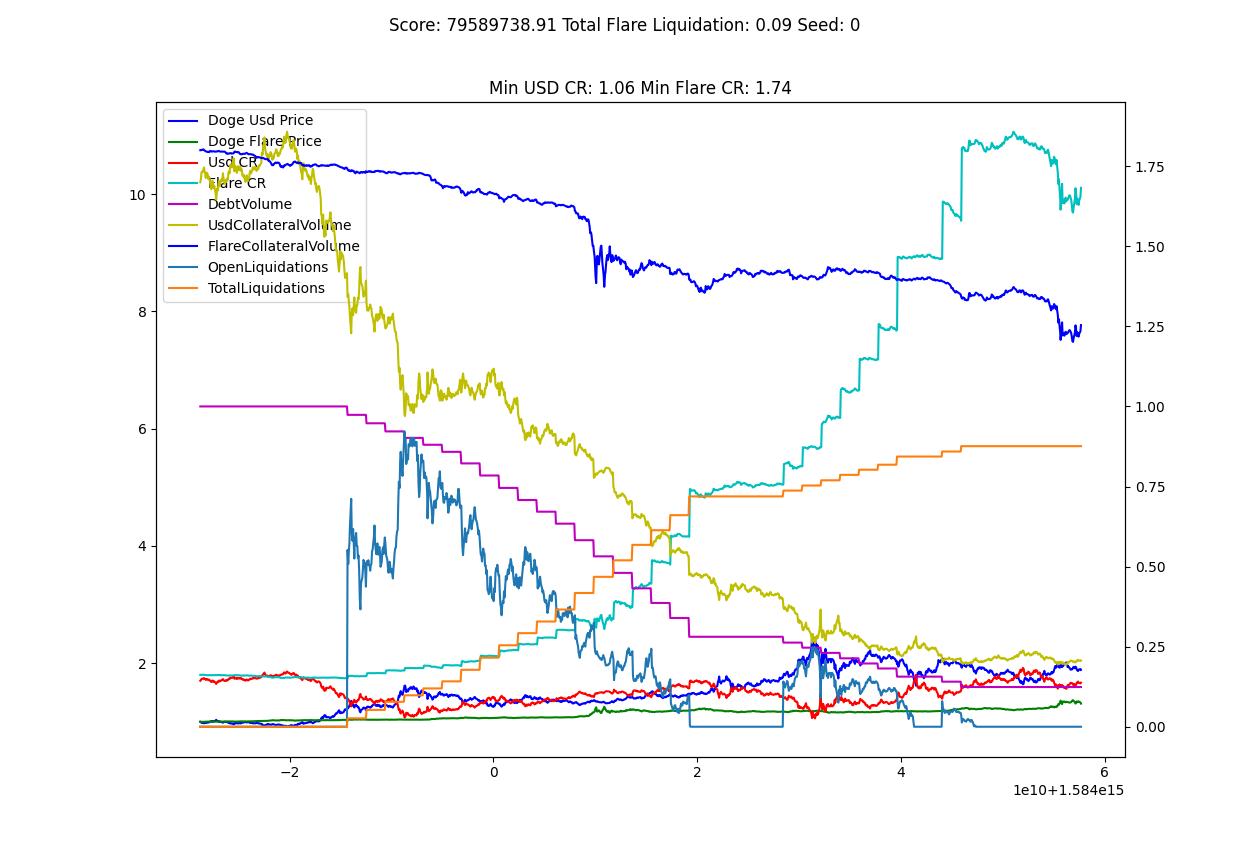 Score: 79589738.91 Total Flare Liquidation: 0.09 Seed: 0
Min USD CR: 1.06 Min Flare CR: 1.74
Doge Usd Price
Doge Flare Price
Usd CR
Flare CR
DebtVolume
UsdCollateralVolume
FlareCollateralVolume
OpenLiquidations
TotalLiquidations
10
8
6
4
2
1.75
1.50
1.25
1.00
0.75
0.50
0.25
0.00
−2
0
2
4
6
1e10+1.584e15